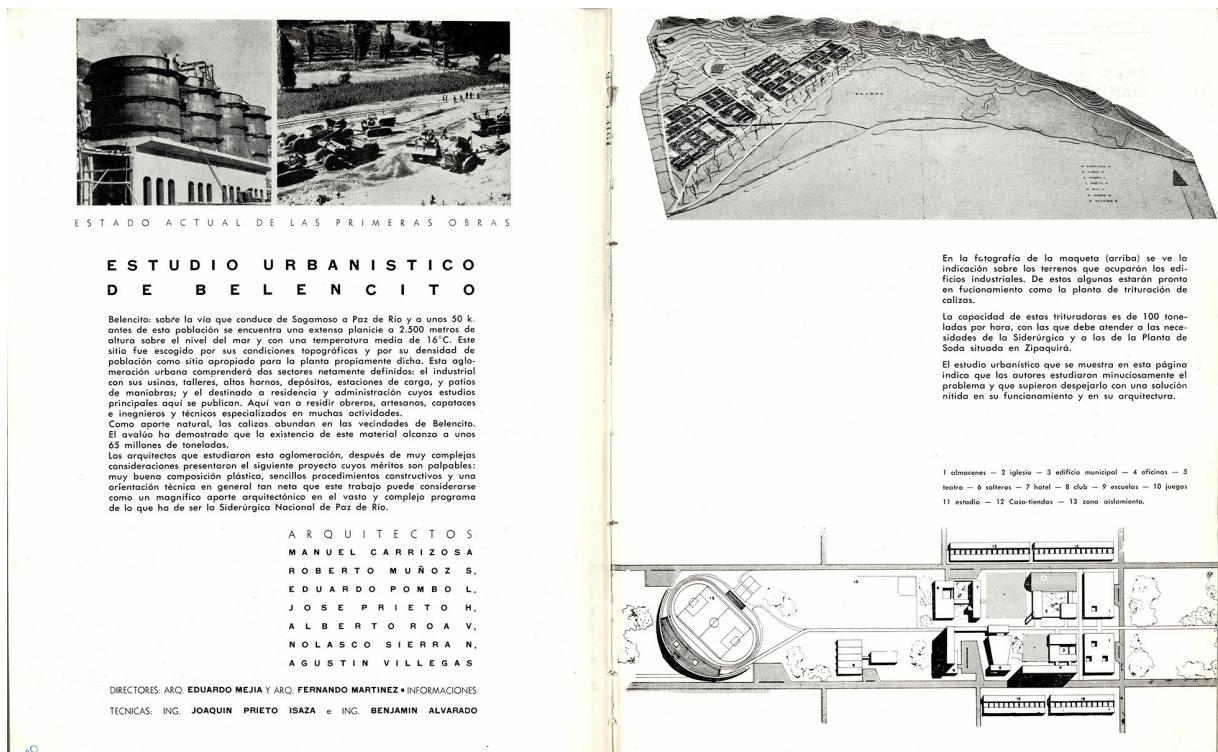 ESTADO ACTUAL DE LAS PRIMERAS OBRAS
ESTUDIO URBANISTICO
DE BELENCITO
Belencito: sobre la vía que conduce de Sogamoso a Paz de Río y a unos 50 k.
antes de esta población se encuentra una extensa planicie a 2.500 metros de
altura sobre el nivel del mar y con una temperatura media de 16°C. Este
sitio fue escogido por sus condiciones topográficas y por su densidad de
población como sitio apropiado para la planta propiamente dicha. Esta aglo-
meración urbana comprenderá dos sectores netamente definidos: el industrial
con sus usinas, talleres, altos hornos, depósitos, estaciones de carga, y patios
de maniobras; y el destinado a residencia y administración cuyos estudios
principales aquí se publican. Aquí van a residir obreros, artesanos, capataces
e inegnieros y técnicos especializados en muchas actividades.
Como aporte natural, las calizas abundan en las vecindades de Belencito.
El avalúo ha demostrado que la existencia de este material alcanza a unos
65 millones de toneladas.
Los arquitectos que estudiaron esta aglomeración, después de muy complejas
consideraciones presentaron el siguiente proyecto cuyos méritos son palpables:
muy buena composición plástica, sencillos procedimientos constructivos y una
orientación técnica en general tan neta que este trabajo puede considerarse
como un magnífico aporte arquitectónico en el vasto y complejo programa
de lo que ha de ser la Siderúrgica Nacional de Paz de Río.
ARQUITECTOS:
MANUEL CARRIZOSA
ROBERTO MUÑOZ S.
EDUARDO POMBO L.
JOSE PRIETO H.
ALBERTO ROA V.
NOLASCO SIERRA N.
AGUSTIN VILLEGAS
DIRECTORES: ARQ. EDUARDO MEJIA Y ARQ. FERNANDO MARTINEZ • INFORMACIONES
TECNICAS: ING. JOAQUIN PRIETO ISAZA e ING. BENJAMIN ALVARADO
En la fotografía de la maqueta (arriba) se ve la
indicación sobre los terrenos que ocuparán los edi-
ficios industriales. De estos algunos estarán pronto
en fucionamiento como la planta de trituración de
calizas.
La capacidad de estas trituradoras es de 100 tone-
ladas por hora, con las que debe atender a las nece-
sidades de la Siderúrgica y a las de la Planta de
Soda situada en Zipaquirá.
El estudio urbanístico que se muestra en esta página
indica que los autores estudiaron minuciosamente el
problema y que supieron despejarlo con una solución
nítida en su funcionamiento y en su arquitectura.
1 almacenes — 2 iglesia — 3 edificio municipal — 4 oficinas — 5
teatro — 6 solteros — 7 hotel — 8 club — 9 escuelas — 10 juegos
11 estadio — 12 Casa-tiendas — 13 zona aislamiento.